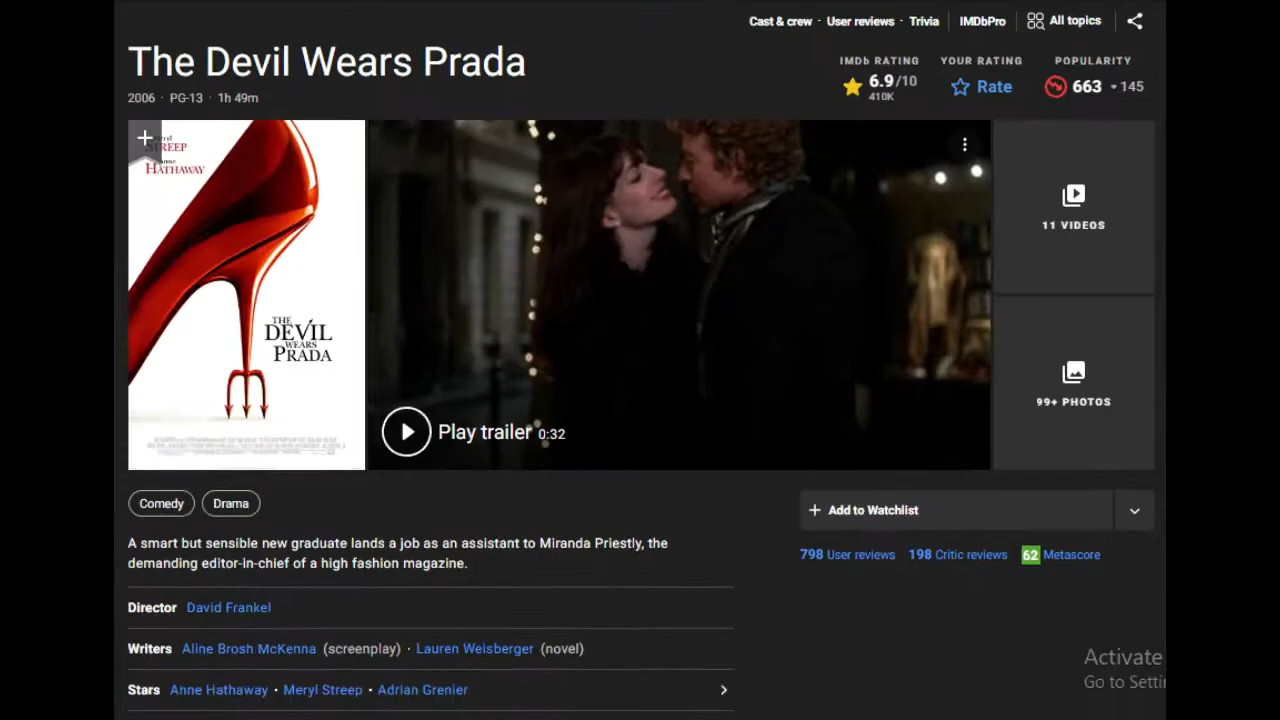 Cast & crew · User reviews · Trivia IMDbPro All topics
The Devil Wears Prada
2006 · PG-13 · 1h 49m
IMDb RATING
6.9/10
410K
YOUR RATING
Rate
POPULARITY
663 145
STREEP
HATHAWAY
THE
DEVIL
WEARS
PRADA
Play trailer 0:32
11 VIDEOS
99+ PHOTOS
Comedy Drama
A smart but sensible new graduate lands a job as an assistant to Miranda Priestly, the
demanding editor-in-chief of a high fashion magazine.
Director David Frankel
Writers Aline Brosh McKenna (screenplay) · Lauren Weisberger (novel)
Stars Anne Hathaway · Meryl Streep · Adrian Grenier
+ Add to Watchlist
798 User reviews 198 Critic reviews 62 Metascore
Activate
Go to Setti